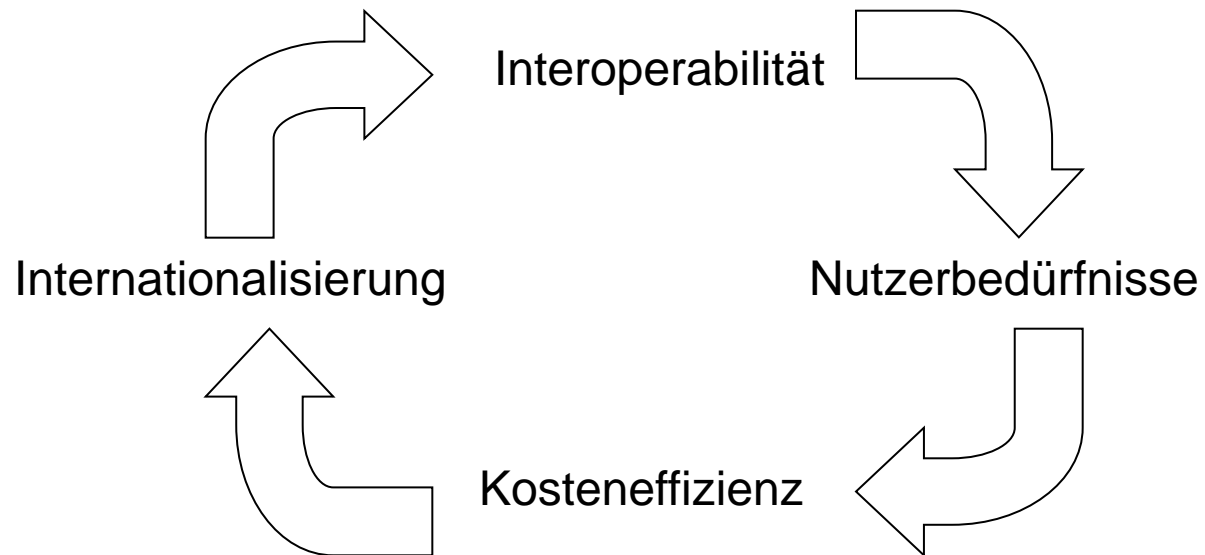 Interoperabilität
Internationalisierung
Nutzerbedürfnisse
Kosteneffizienz